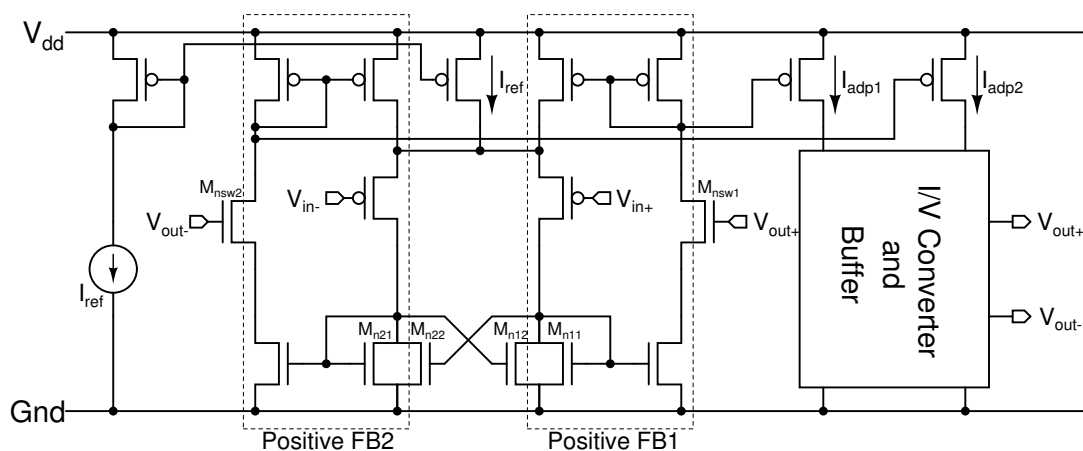 Vdd
Iref
Iadp1
Iadp2
Mnsw2
Vin-
Vin+
Mnsw1
Vout-
Vout+
I/V Converter
and
Buffer
Vout+
Iref
Vout-
Mn21
Mn22
Mn12
Mn11
Gnd
Positive FB2
Positive FB1